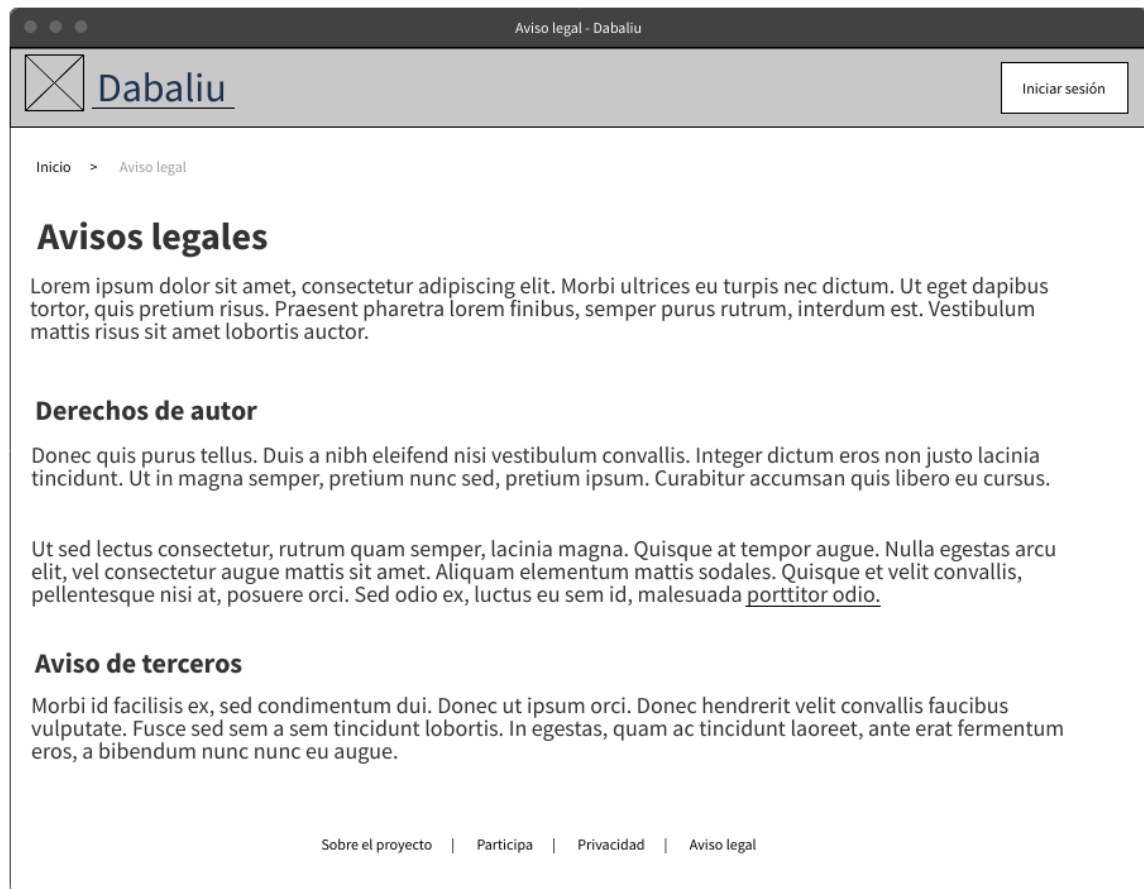 Aviso legal - Dabaliu
Dabaliu
Iniciar sesión
Inicio > Aviso legal
Avisos legales
Lorem ipsum dolor sit amet, consectetur adipiscing elit. Morbi ultrices eu turpis nec dictum. Ut eget dapibus
tortor, quis pretium risus. Praesent pharetra lorem finibus, semper purus rutrum, interdum est. Vestibulum
mattis risus sit amet lobortis auctor.
Derechos de autor
Donec quis purus tellus. Duis a nibh eleifend nisi vestibulum convallis. Integer dictum eros non justo lacinia
tincidunt. Ut in magna semper, pretium nunc sed, pretium ipsum. Curabitur accumsan quis libero eu cursus.
Ut sed lectus consectetur, rutrum quam semper, lacinia magna. Quisque at tempor augue. Nulla egestas arcu
elit, vel consectetur augue mattis sit amet. Aliquam elementum mattis sodales. Quisque et velit convallis,
pellentesque nisi at, posuere orci. Sed odio ex, luctus eu sem id, malesuada porttitor odio.
Aviso de terceros
Morbi id facilisis ex, sed condimentum dui. Donec ut ipsum orci. Donec hendrerit velit convallis faucibus
vulputate. Fusce sed sem a sem tincidunt lobortis. In egestas, quam ac tincidunt laoreet, ante erat fermentum
eros, a bibendum nunc nunc eu augue.
Sobre el proyecto | Participa | Privacidad | Aviso legal